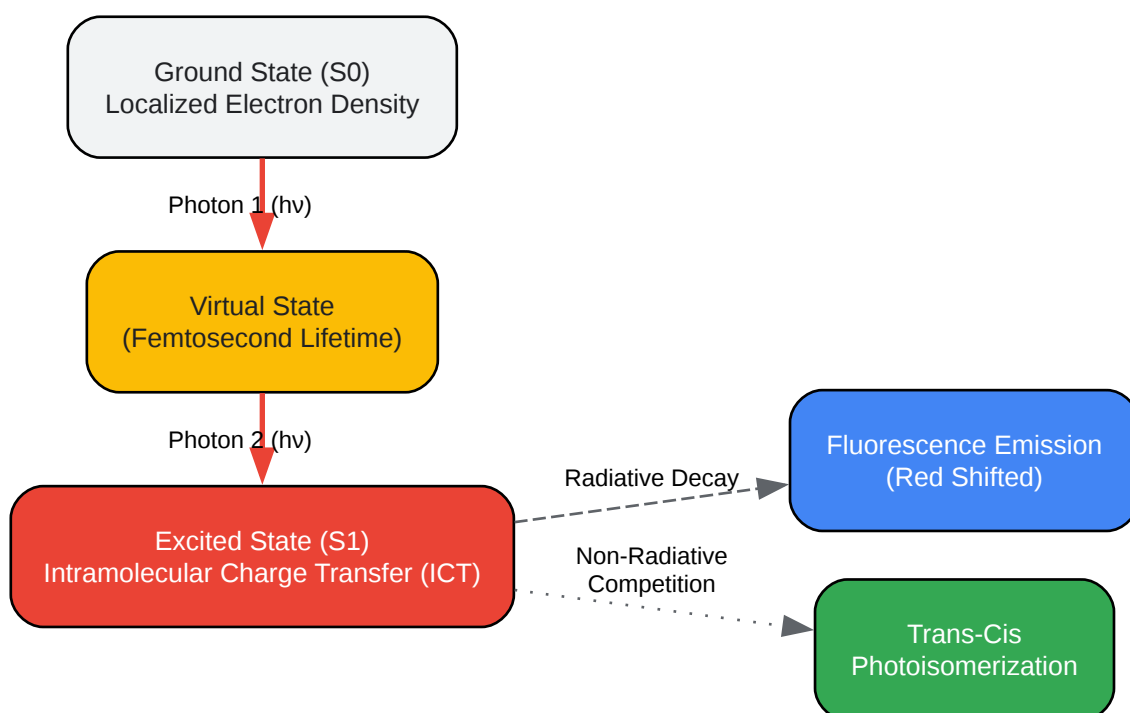 Ground State (S0)
Localized Electron Density
Photon 1 (hν)
Virtual State
(Femtosecond Lifetime)
Photon 2 (hν)
Excited State (S1)
Intramolecular Charge Transfer (ICT)
Radiative Decay
Fluorescence Emission
(Red Shifted)
Non-Radiative
Competition
Trans-Cis
Photoisomerization